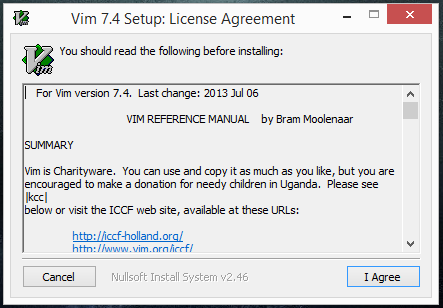 Vim 7.4 Setup: License Agreement
Vim
You should read the following before installing:
For Vim version 7.4. Last change: 2013 Jul 06
VIM REFERENCE MANUAL by Bram Moolenaar
SUMMARY
Vim is Charityware. You can use and copy it as much as you like, but you are
encouraged to make a donation for needy children in Uganda. Please see
|kcc|
below or visit the ICCF web site, available at these URLs:
http://iccf-holland.org/
http://www.vim.org/iccf/
Cancel
Nullsoft Install System v2.46
I Agree